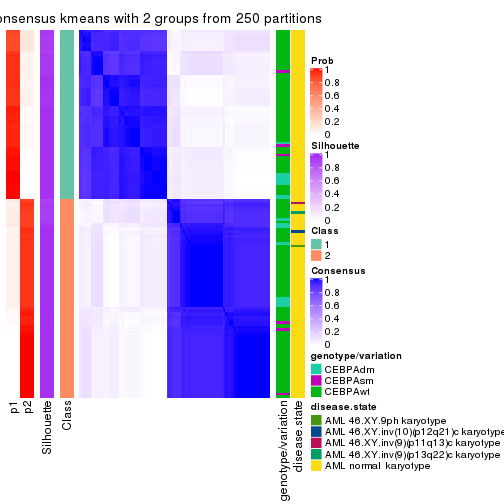 onsensus kmeans with 2 groups from 250 partitions
Prob
1
0.8
0.6
0.4
0.2
0
Silhouette
1
0.8
0.6
0.4
0.2
0
Class
1
2
Consensus
1
0.8
0.6
0.4
0.2
0
genotype/variation
CEBPAdm
CEBPAsm
CEBPAwt
disease.state
AML 46.XY.9ph karyotype
AML 46.XY.inv(10)(p12q21)c karyotype
AML 46.XY.inv(9)(p11q13)c karyotype
AML 46.XY.inv(9)(p13q22)c karyotype
AML normal karyotype
p1
p2
Silhouette
Class
genotype/variation
disease.state